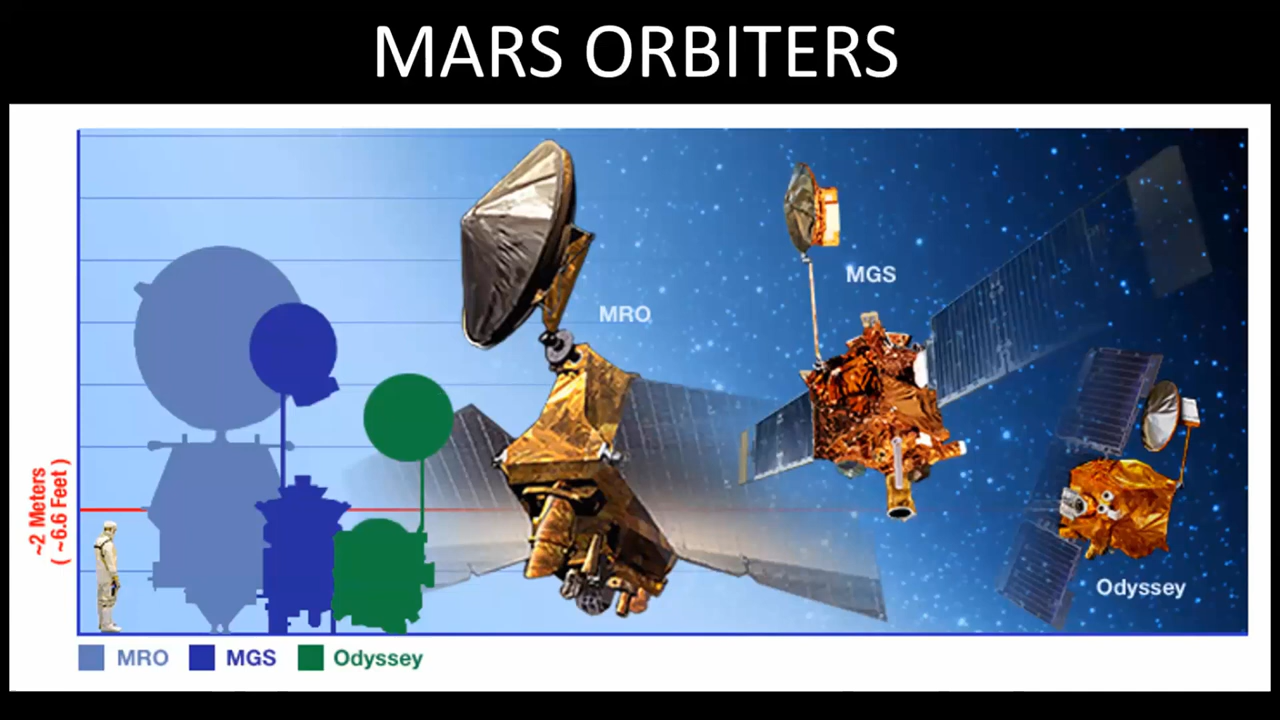 MARS ORBITERS
MRO
MGS
Odyssey
~2 Meters
( ~6.6 Feet )
MRO MGS Odyssey